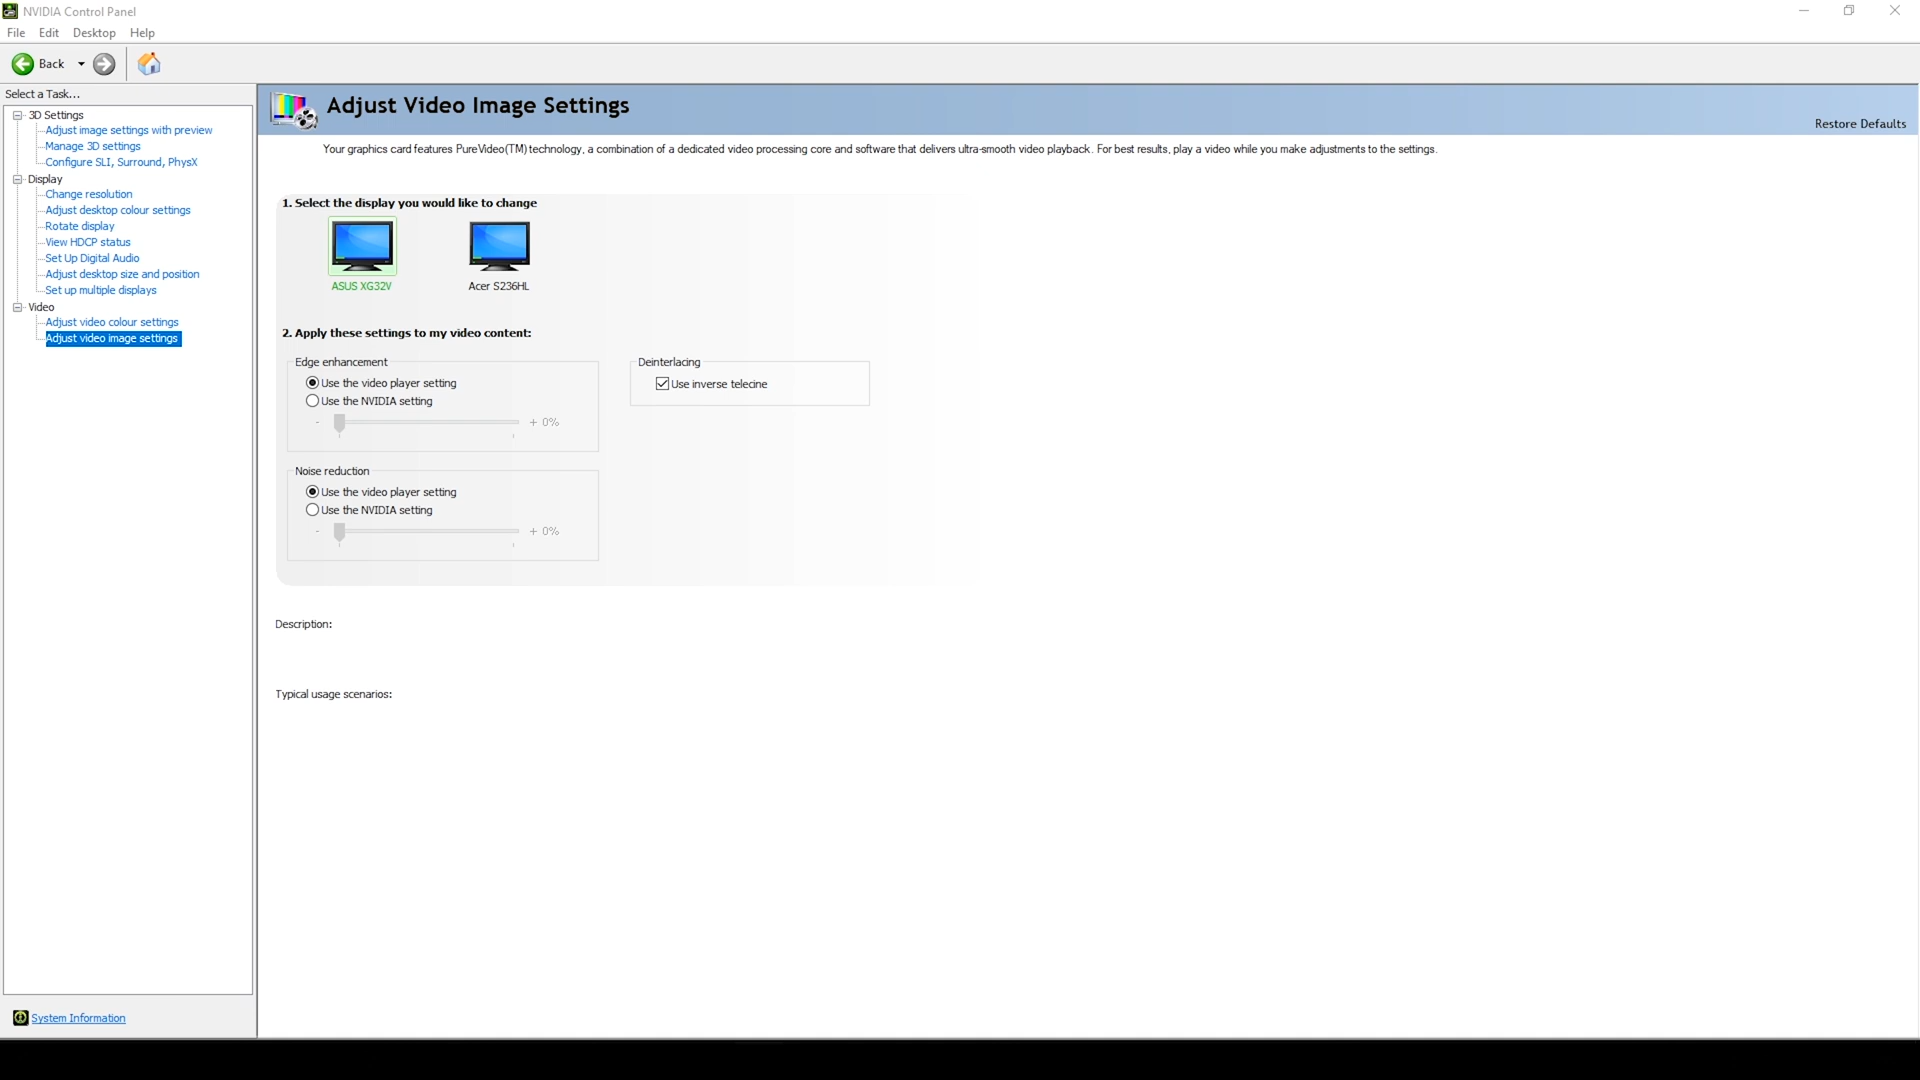 NVIDIA Control Panel
File Edit Desktop Help
Back
Select a Task...
3D Settings
Adjust image settings with preview
Manage 3D settings
Configure SLI, Surround, PhysX
Display
Change resolution
Adjust desktop colour settings
Rotate display
View HDCP status
Set Up Digital Audio
Adjust desktop size and position
Set up multiple displays
Video
Adjust video colour settings
Adjust video image settings
System Information
Adjust Video Image Settings
Restore Defaults
Your graphics card features PureVideo(TM) technology, a combination of a dedicated video processing core and software that delivers ultra-smooth video playback. For best results, play a video while you make adjustments to the settings.
1. Select the display you would like to change
ASUS XG32V Acer S236HL
2. Apply these settings to my video content:
Edge enhancement
Use the video player setting
Use the NVIDIA setting
- + 0%
Deinterlacing
Use inverse telecine
Noise reduction
Use the video player setting
Use the NVIDIA setting
- + 0%
Description:
Typical usage scenarios: